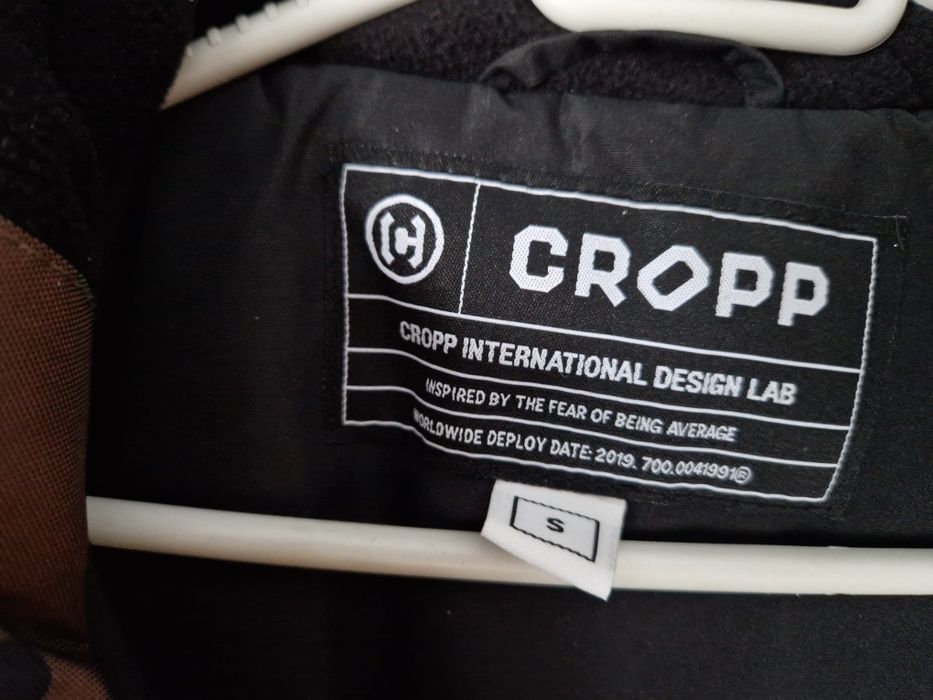 CROPP
CROPP INTERNATIONAL DESIGN LAB
INSPIRED BY THE FEAR OF BEING AVERAGE
WORLDWIDE DEPLOY DATE: 2019. 700.0041991®
S